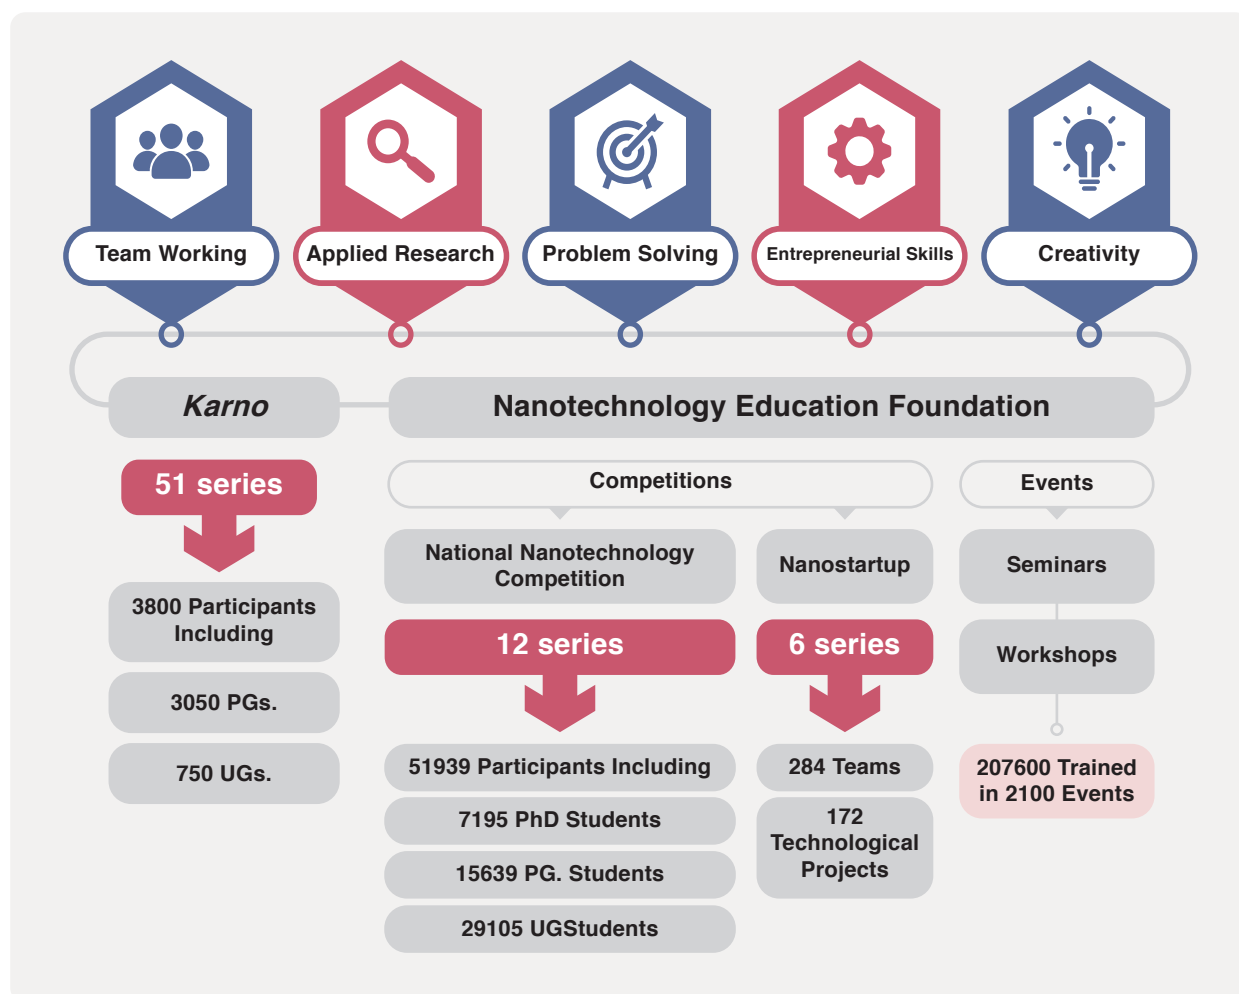 Team Working
Applied Research
Problem Solving
Entrepreneurial Skills
Creativity
Karno
Nanotechnology Education Foundation
51 series
3800 Participants
Including
3050 PGs.
750 UGs.
Competitions
National Nanotechnology
Competition
12 series
51939 Participants Including
7195 PhD Students
15639 PG. Students
29105 UGStudents
Nanostartup
6 series
284 Teams
172
Technological
Projects
Events
Seminars
Workshops
207600 Trained
in 2100 Events